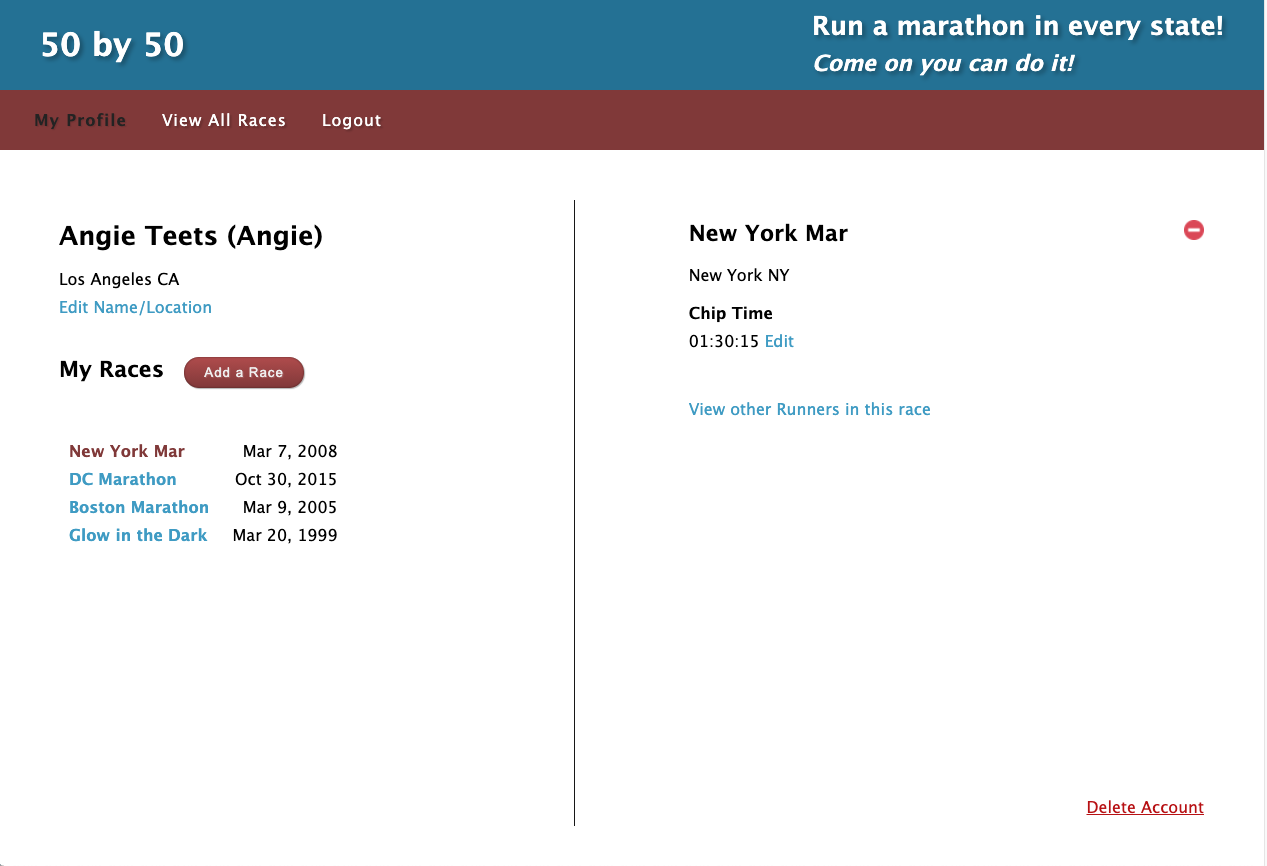 50 by 50
Run a marathon in every state!
Come on you can do it!
My Profile View All Races Logout
Angie Teets (Angie)
Los Angeles CA
Edit Name/Location
My Races Add a Race
New York Mar Mar 7, 2008
DC Marathon Oct 30, 2015
Boston Marathon Mar 9, 2005
Glow in the Dark Mar 20, 1999
New York Mar
New York NY
Chip Time
01:30:15 Edit
View other Runners in this race
Delete Account